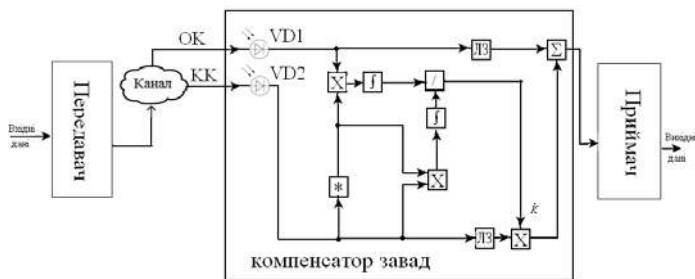 ОК
VD1
КК
VD2
Канал
Передавач
Вхідні
дані
ЛЗ
Σ
X
∫
/
∫
X
*
ЛЗ
X
k
компенсатор завад
Приймач
Вихідні
дані